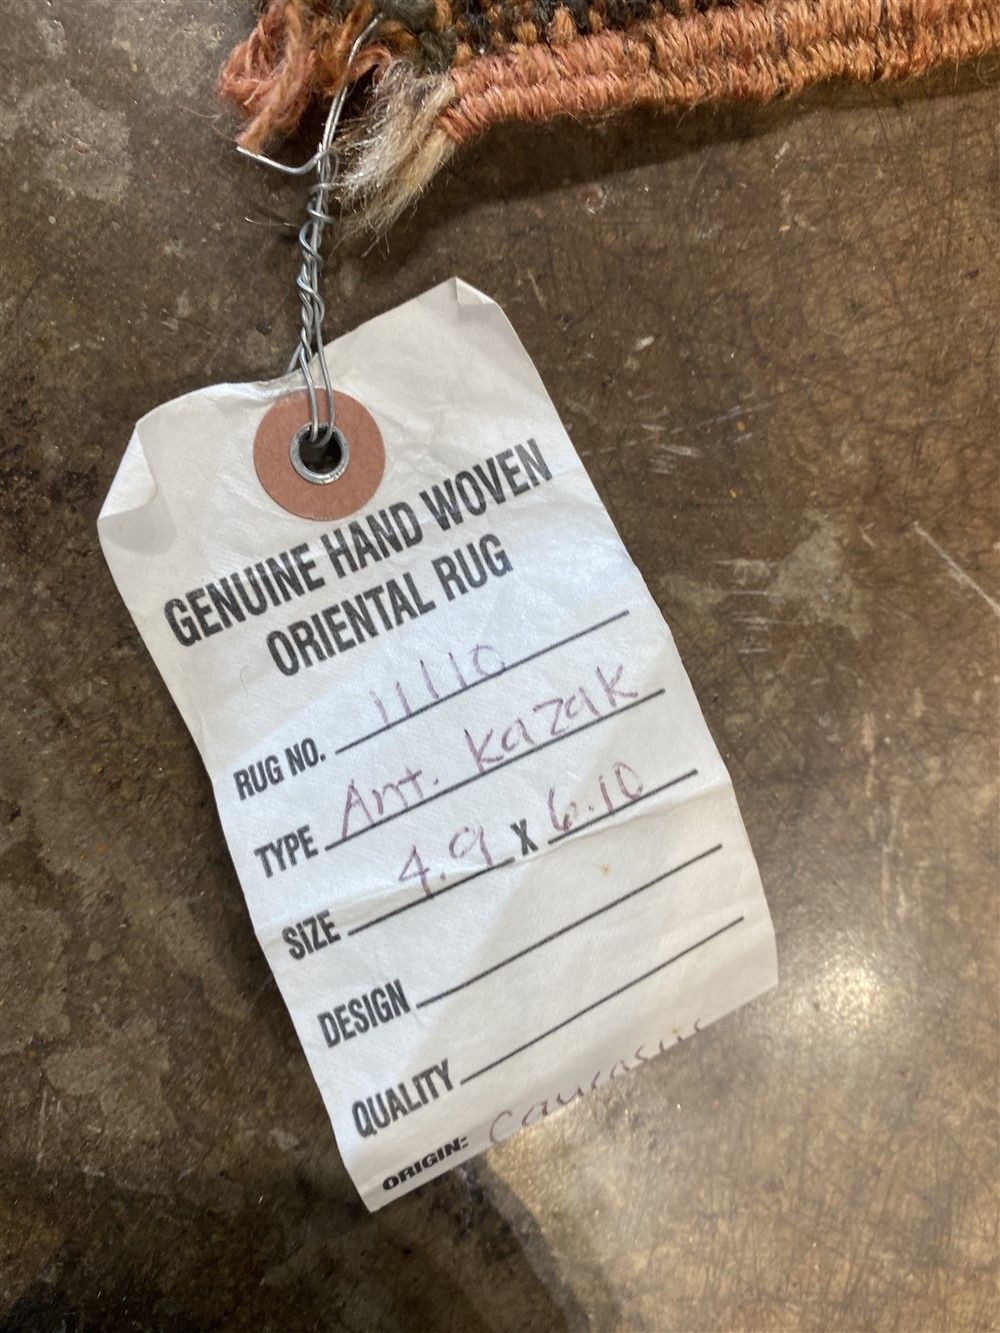 GENUINE HAND WOVEN
ORIENTAL RUG
RUG NO. 11110
TYPE Ant. Kazak
SIZE 4.9 X 6.10
DESIGN
QUALITY
ORIGIN: Caucasus